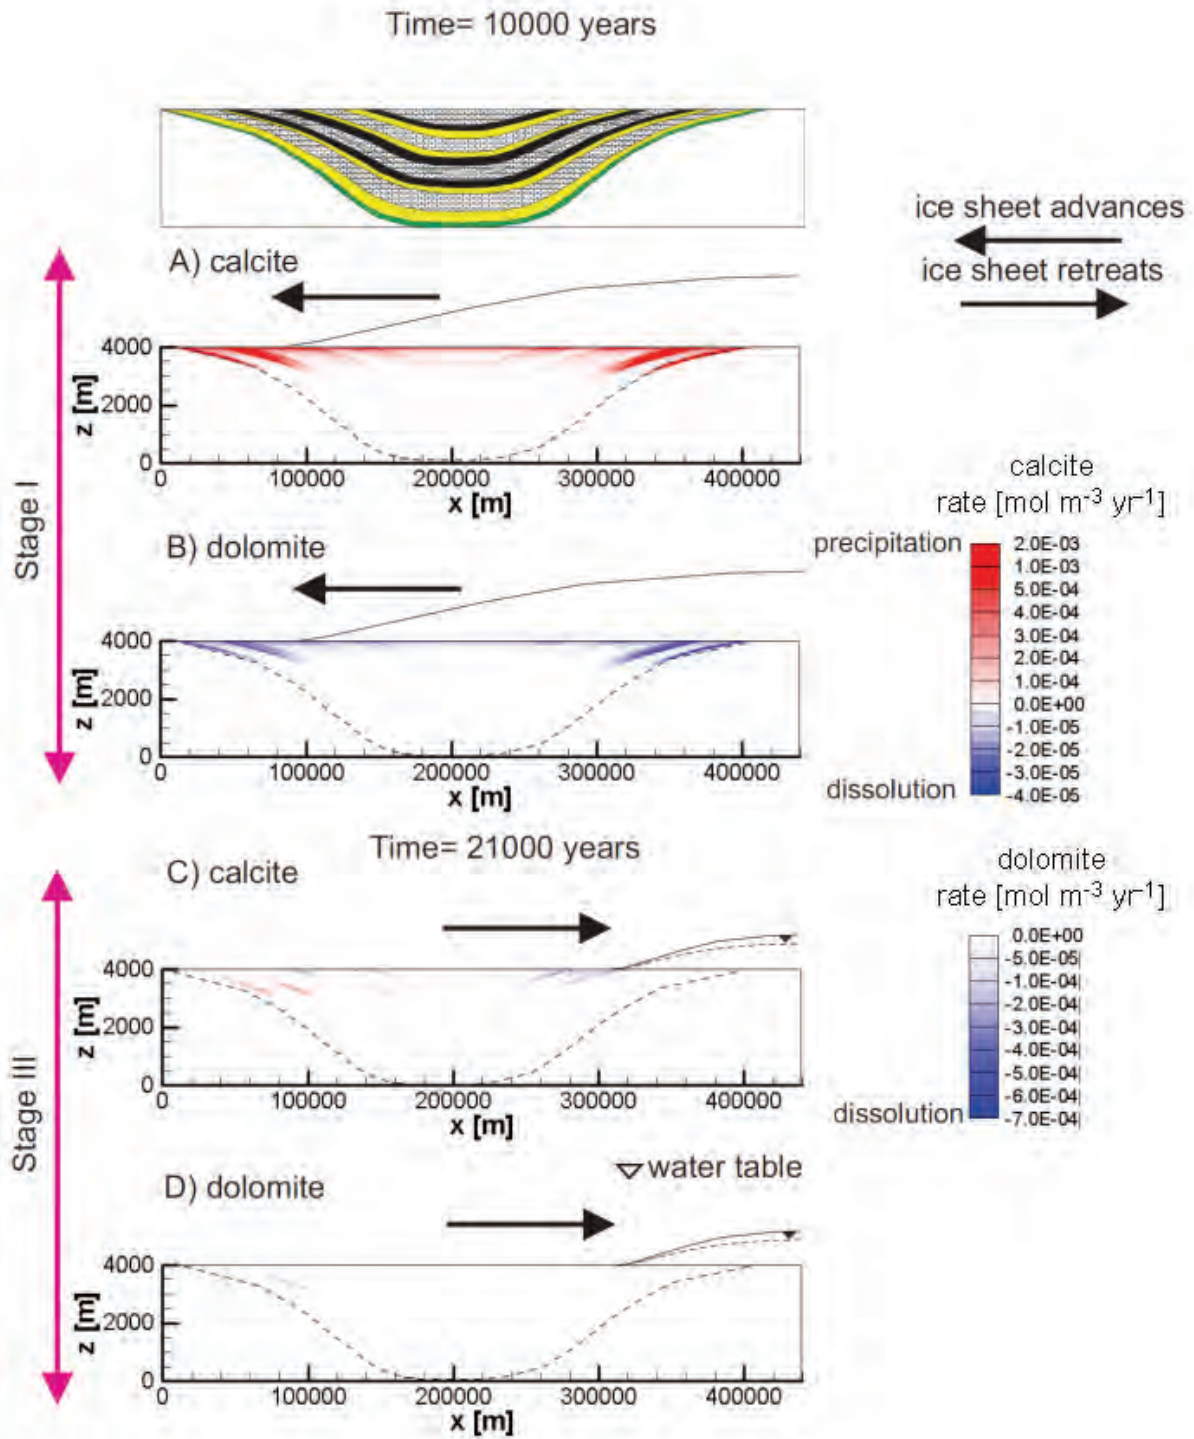 Time= 10000 years
ice sheet advances
ice sheet retreats
Stage I
A) calcite
4000
2000
0
z [m]
0 100000 200000 300000 400000
x [m]
B) dolomite
4000
2000
0
z [m]
0 100000 200000 300000 400000
x [m]
calcite
rate [mol m-3 yr-1]
precipitation
2.0E-03
1.0E-03
5.0E-04
4.0E-04
3.0E-04
2.0E-04
1.0E-04
0.0E+00
-1.0E-05
-2.0E-05
-3.0E-05
-4.0E-05
dissolution
Time= 21000 years
Stage III
C) calcite
4000
2000
0
z [m]
0 100000 200000 300000 400000
x [m]
dolomite
rate [mol m-3 yr-1]
0.0E+00
-5.0E-05
-1.0E-04
-2.0E-04
-3.0E-04
-4.0E-04
-5.0E-04
-6.0E-04
-7.0E-04
dissolution
water table
D) dolomite
4000
2000
0
z [m]
0 100000 200000 300000 400000
x [m]